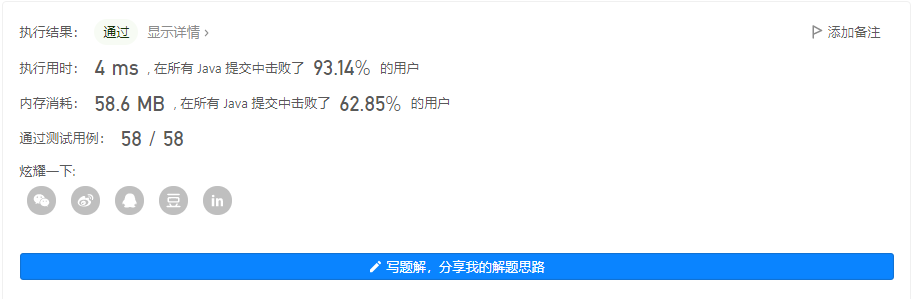 执行结果： 通过 显示详情 › 添加备注
执行用时： 4 ms , 在所有 Java 提交中击败了 93.14% 的用户
内存消耗： 58.6 MB , 在所有 Java 提交中击败了 62.85% 的用户
通过测试用例： 58 / 58
炫耀一下:
豆 in
写题解，分享我的解题思路